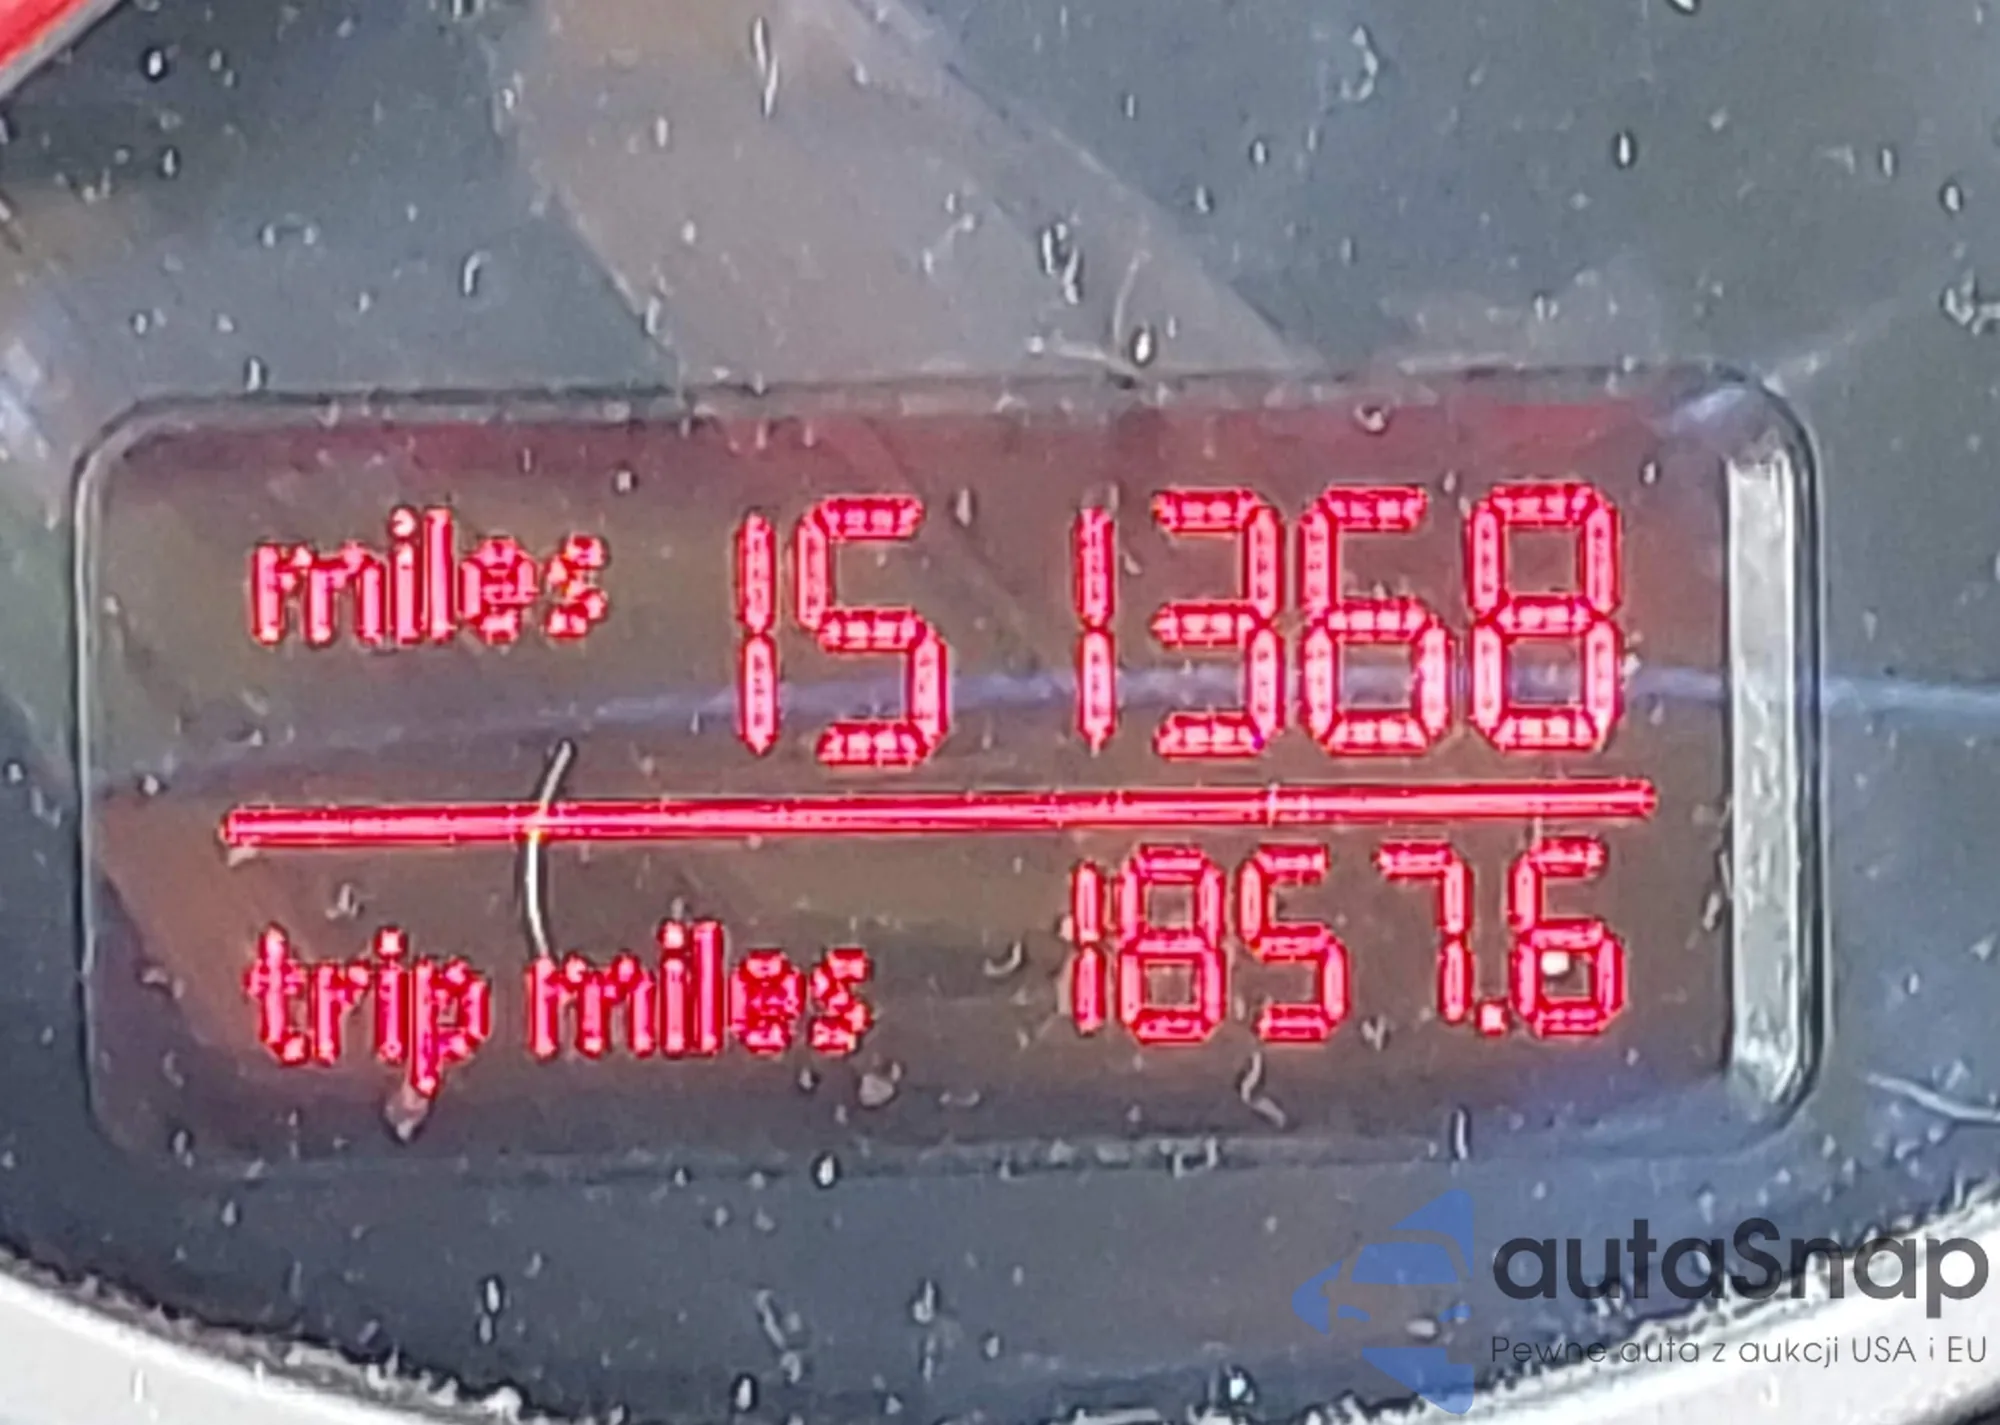 miles 151368
trip miles 1857.6
autaSnap
Pewne auta z aukcji USA i EU